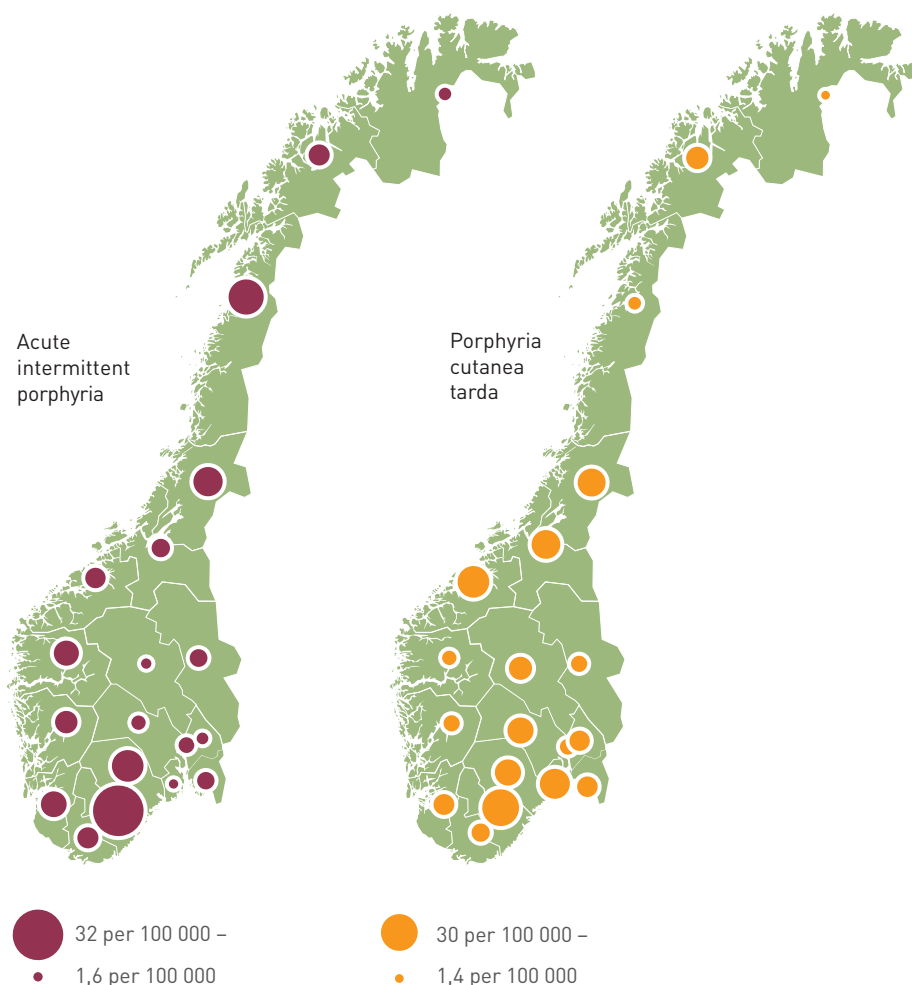 Acute
intermittent
porphyria
Porphyria
cutanea
tarda
32 per 100 000 –
1,6 per 100 000
30 per 100 000 –
1,4 per 100 000